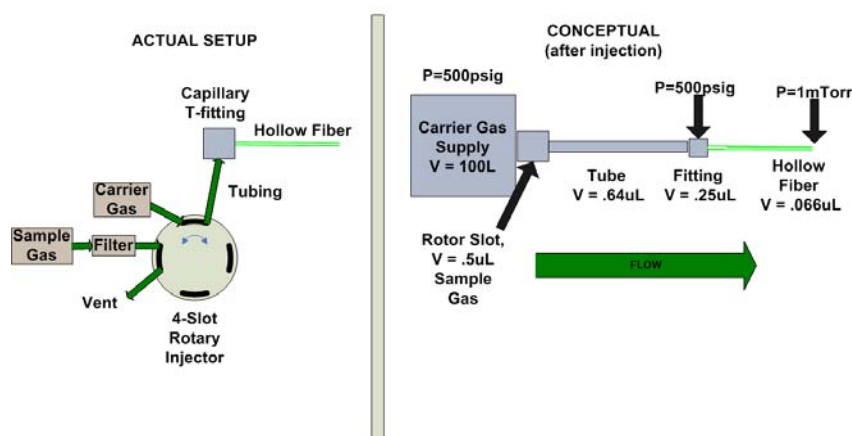 ACTUAL SETUP
Capillary
T-fitting
Hollow Fiber
Tubing
Carrier
Gas
Sample
Gas
Filter
Vent
4-Slot
Rotary
Injector
CONCEPTUAL
(after injection)
P=500psig
P=500psig
P=1mTorr
Carrier Gas
Supply
V = 100L
Tube
V = .64uL
Fitting
V = .25uL
Hollow
Fiber
V = .066uL
Rotor Slot,
V = .5uL
Sample
Gas
FLOW